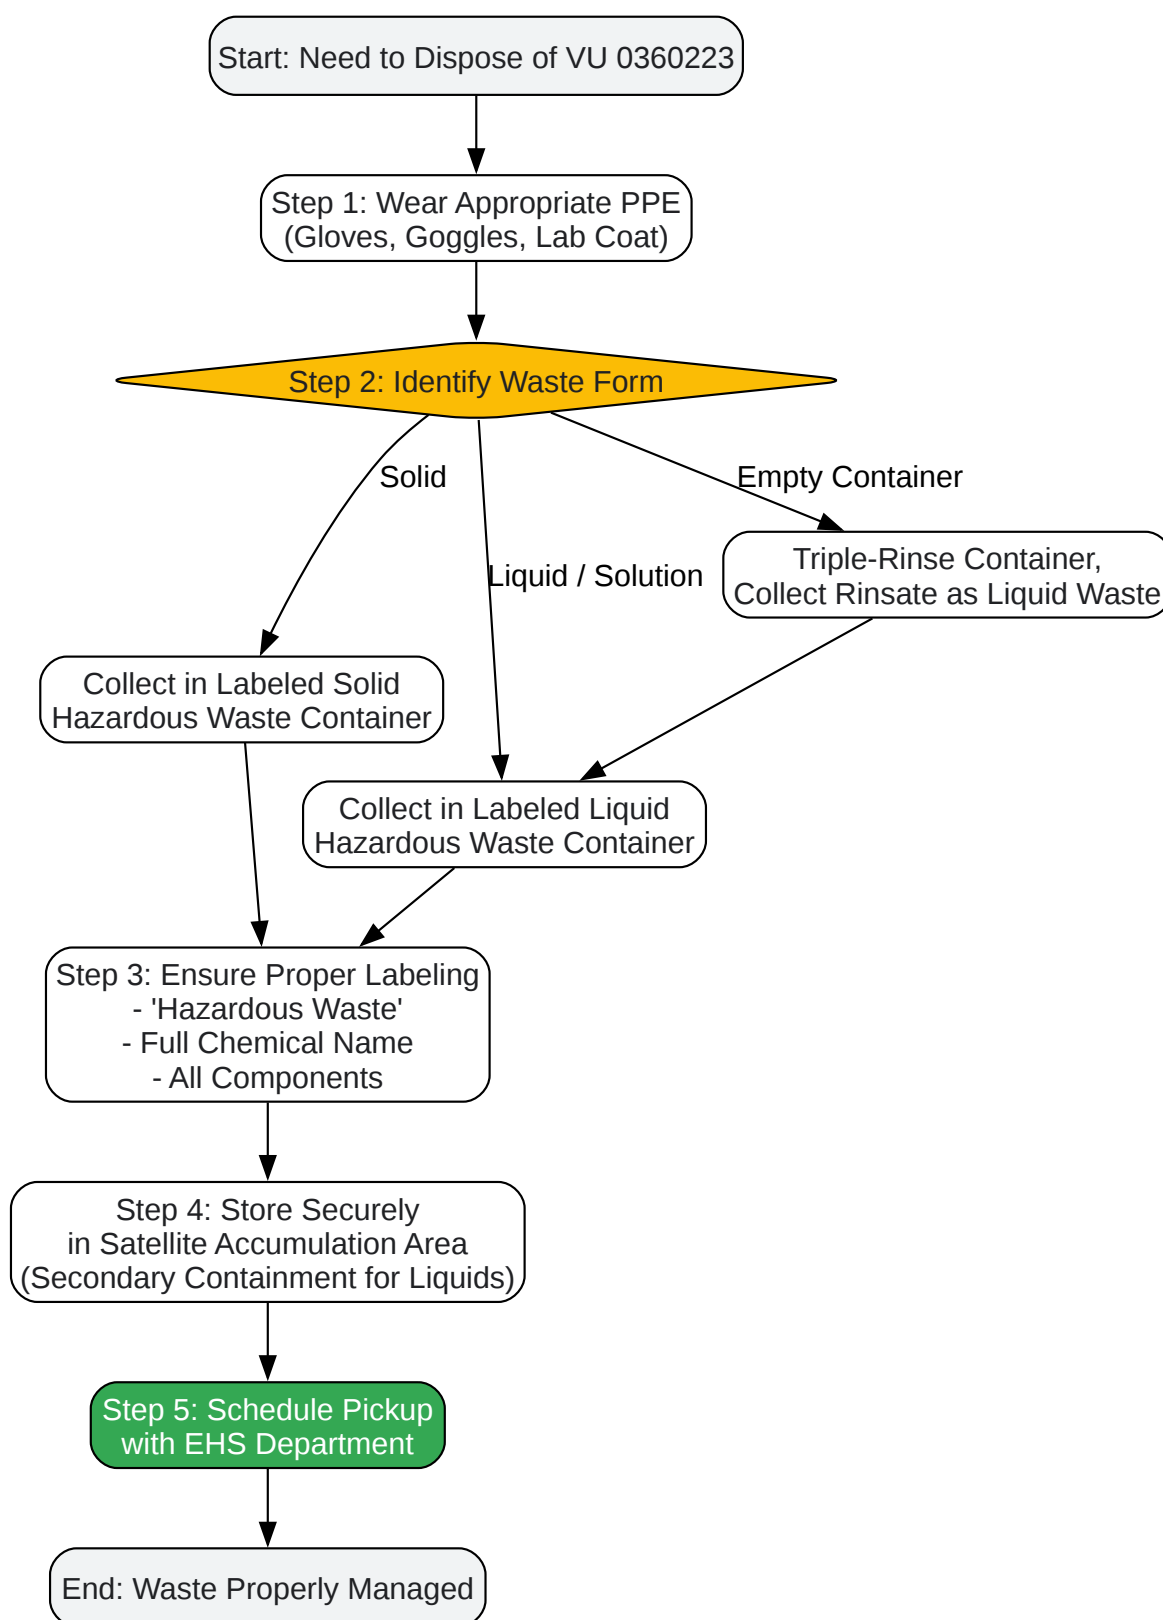 Start: Need to Dispose of VU 0360223
Step 1: Wear Appropriate PPE
(Gloves, Goggles, Lab Coat)
Step 2: Identify Waste Form
Solid
Empty Container
Liquid / Solution
Triple-Rinse Container,
Collect Rinsate as Liquid Waste
Collect in Labeled Solid
Hazardous Waste Container
Collect in Labeled Liquid
Hazardous Waste Container
Step 3: Ensure Proper Labeling
- 'Hazardous Waste'
- Full Chemical Name
- All Components
Step 4: Store Securely
in Satellite Accumulation Area
(Secondary Containment for Liquids)
Step 5: Schedule Pickup
with EHS Department
End: Waste Properly Managed